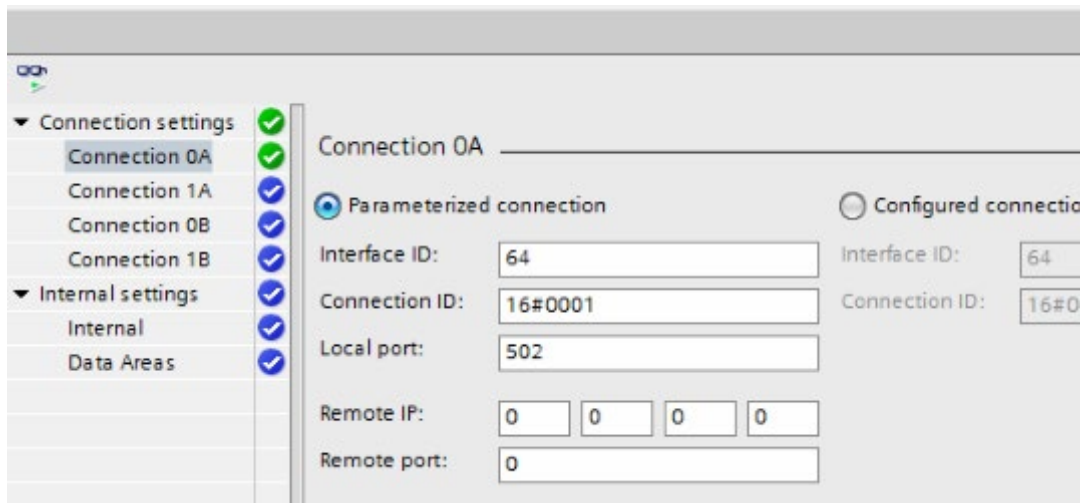 Connection settings
Connection 0A
Connection 1A
Connection 0B
Connection 1B
Internal settings
Internal
Data Areas
Connection 0A
Parameterized connection
Interface ID: 64
Connection ID: 16#0001
Local port: 502
Remote IP: 0 0 0 0
Remote port: 0
Configured connectio
Interface ID: 64
Connection ID: 16#0